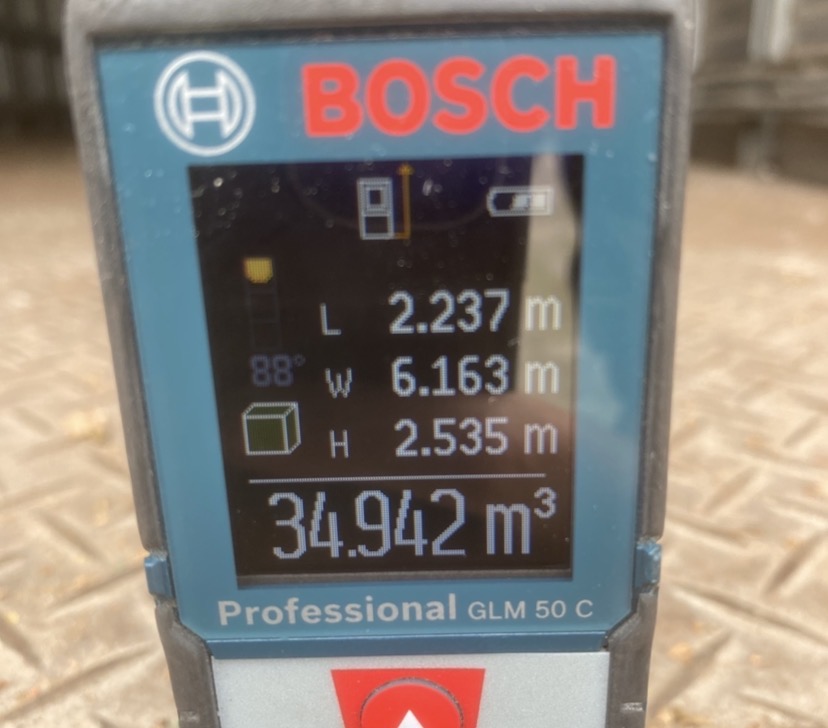 BOSCH
L 2.237 m
88°
W 6.163 m
H 2.535 m
34.942 m³
Professional GLM 50 C